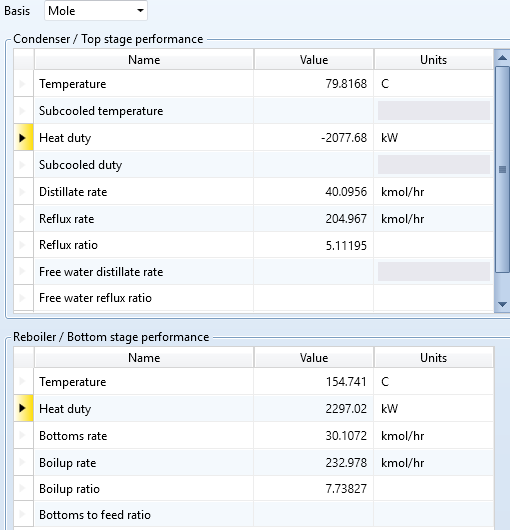 Basis Mole
Condenser / Top stage performance
Name Value Units
Temperature 79.8168 C
Subcooled temperature
Heat duty -2077.68 kW
Subcooled duty
Distillate rate 40.0956 kmol/hr
Reflux rate 204.967 kmol/hr
Reflux ratio 5.11195
Free water distillate rate
Free water reflux ratio
Reboiler / Bottom stage performance
Name Value Units
Temperature 154.741 C
Heat duty 2297.02 kW
Bottoms rate 30.1072 kmol/hr
Boilup rate 232.978 kmol/hr
Boilup ratio 7.73827
Bottoms to feed ratio